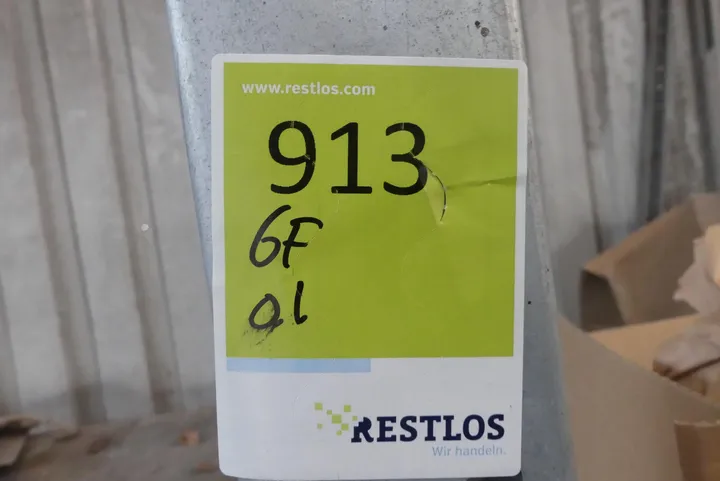 www.restlos.com
913
6F
01
RESTLOS
Wir handeln.